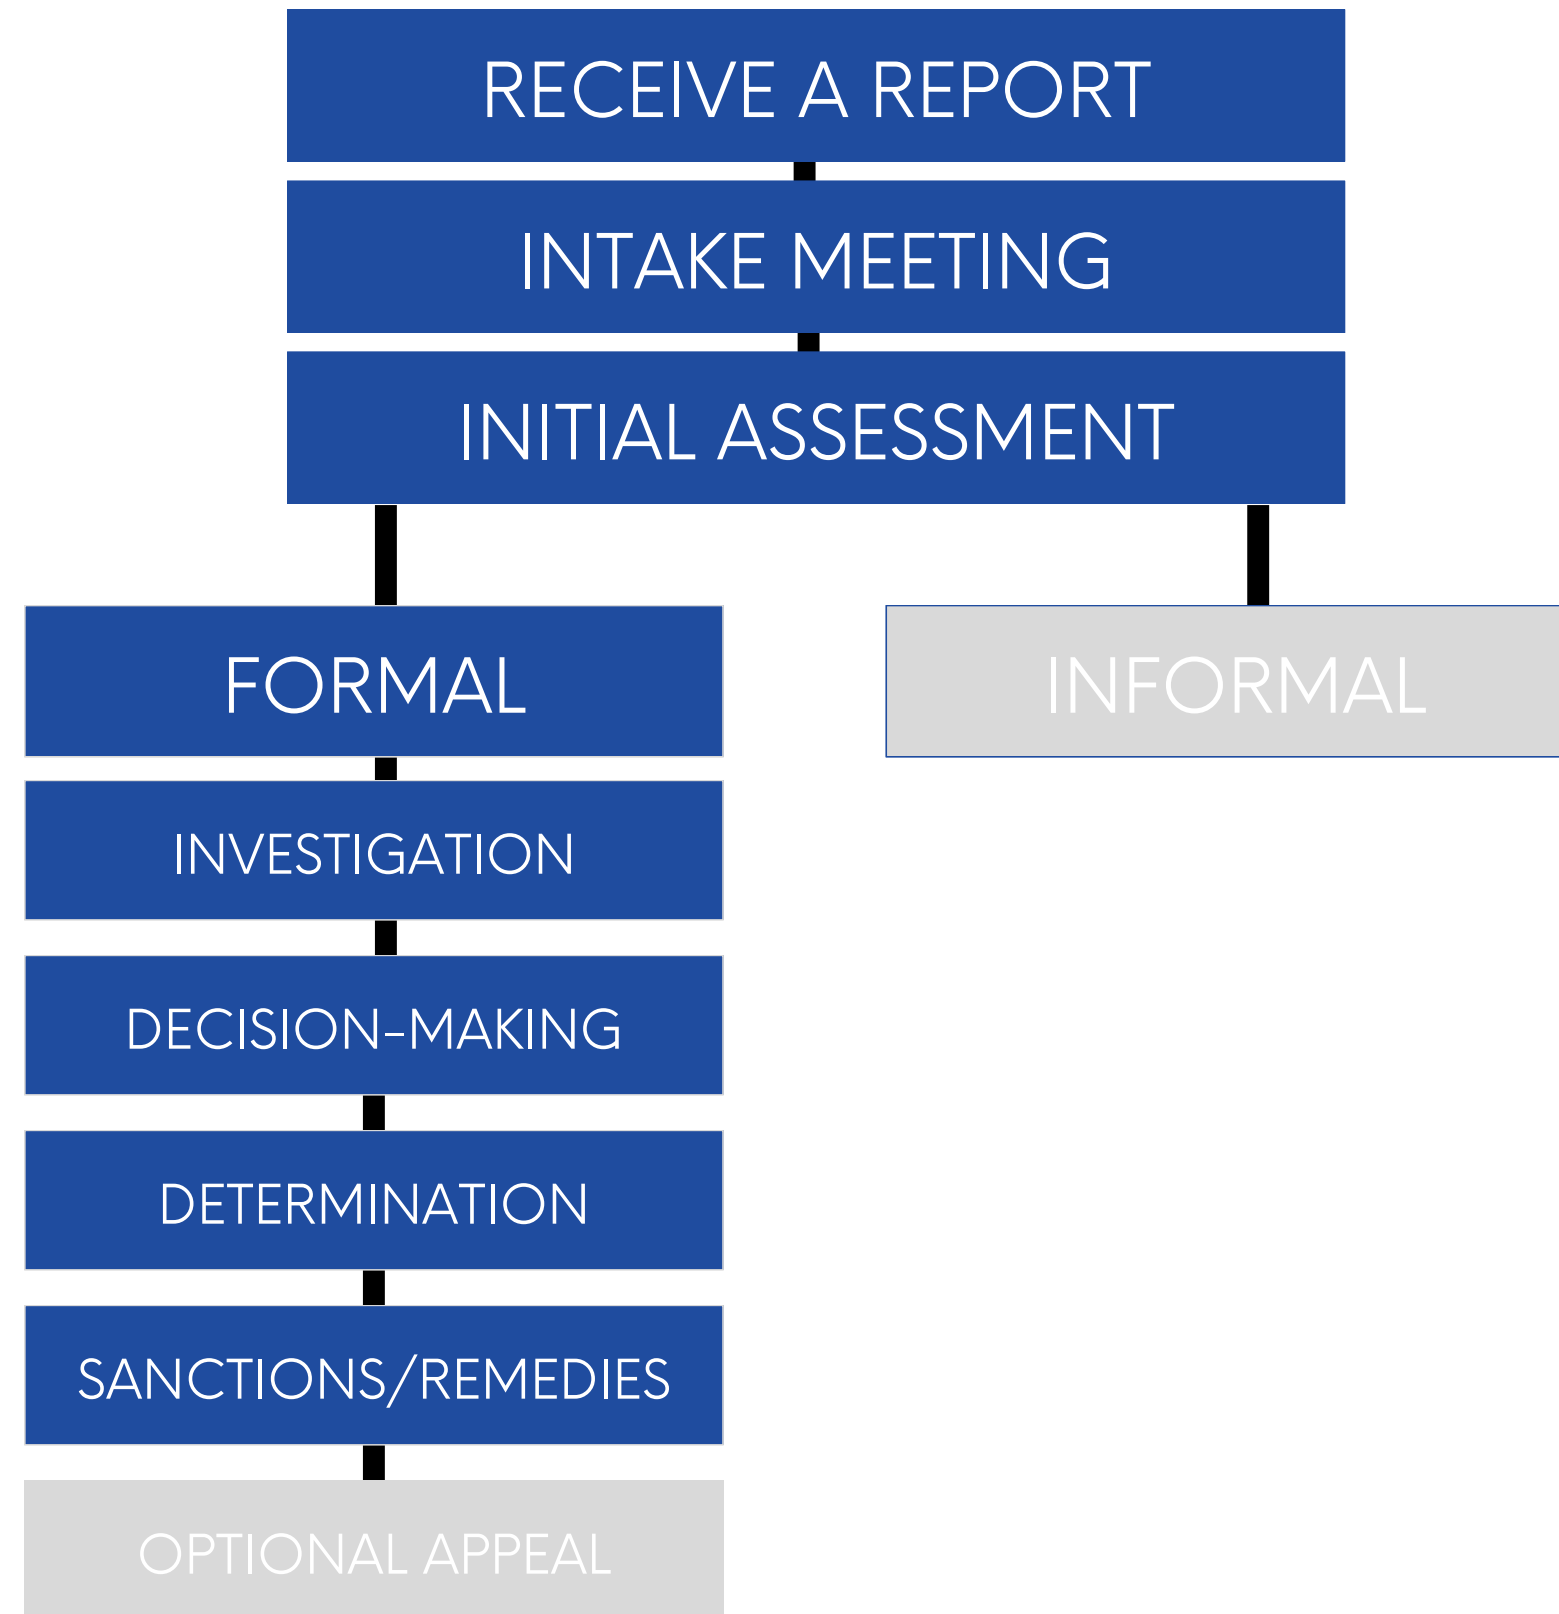 RECEIVE A REPORT
INTAKE MEETING
INITIAL ASSESSMENT
FORMAL
INFORMAL
INVESTIGATION
DECISION-MAKING
DETERMINATION
SANCTIONS/REMEDIES
OPTIONAL APPEAL